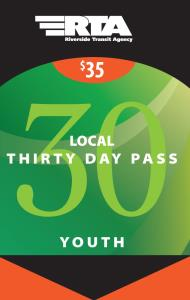 RTA
Riverside Transit Agency
$35
30
LOCAL
THIRTY DAY PASS
YOUTH